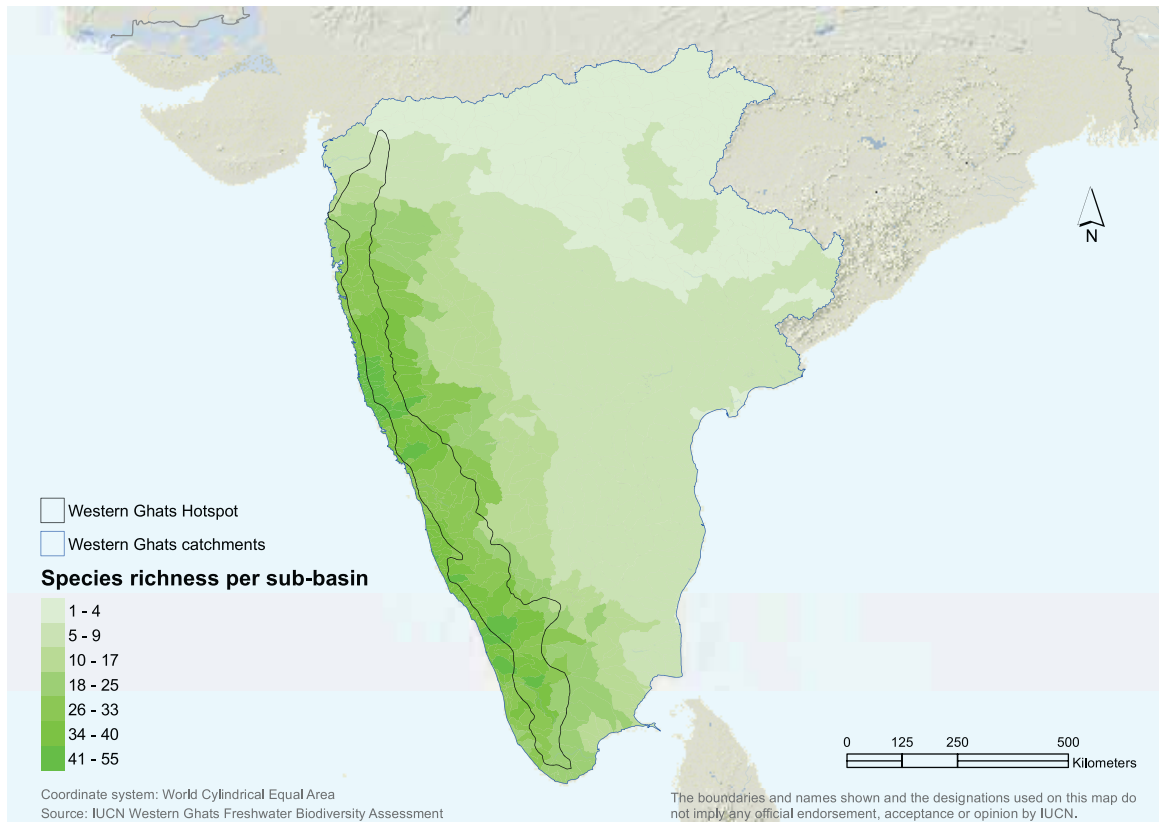 N
Western Ghats Hotspot
Western Ghats catchments
Species richness per sub-basin
1 - 4
5 - 9
10 - 17
18 - 25
26 - 33
34 - 40
41 - 55
0 125 250 500
Kilometers
Coordinate system: World Cylindrical Equal Area
Source: IUCN Western Ghats Freshwater Biodiversity Assessment
The boundaries and names shown and the designations used on this map do
not imply any official endorsement, acceptance or opinion by IUCN.